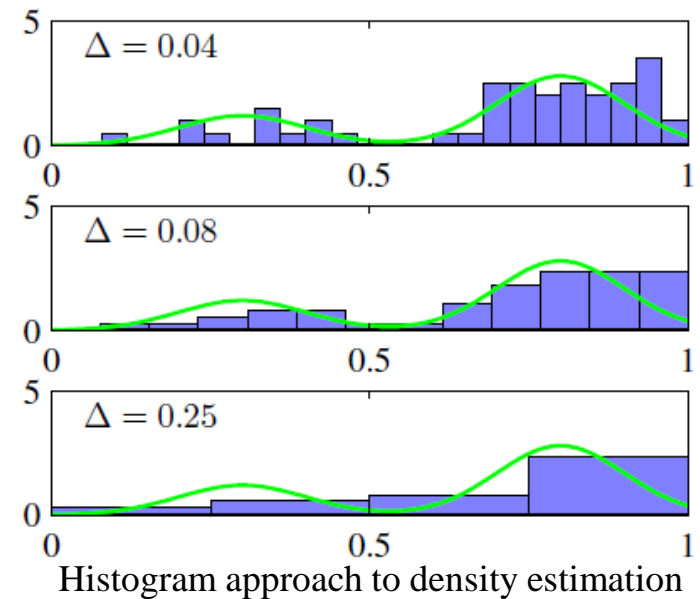 5
Δ = 0.04
0
0 0.5 1
5
Δ = 0.08
0
0 0.5 1
5
Δ = 0.25
0
0 0.5 1
Histogram approach to density estimation